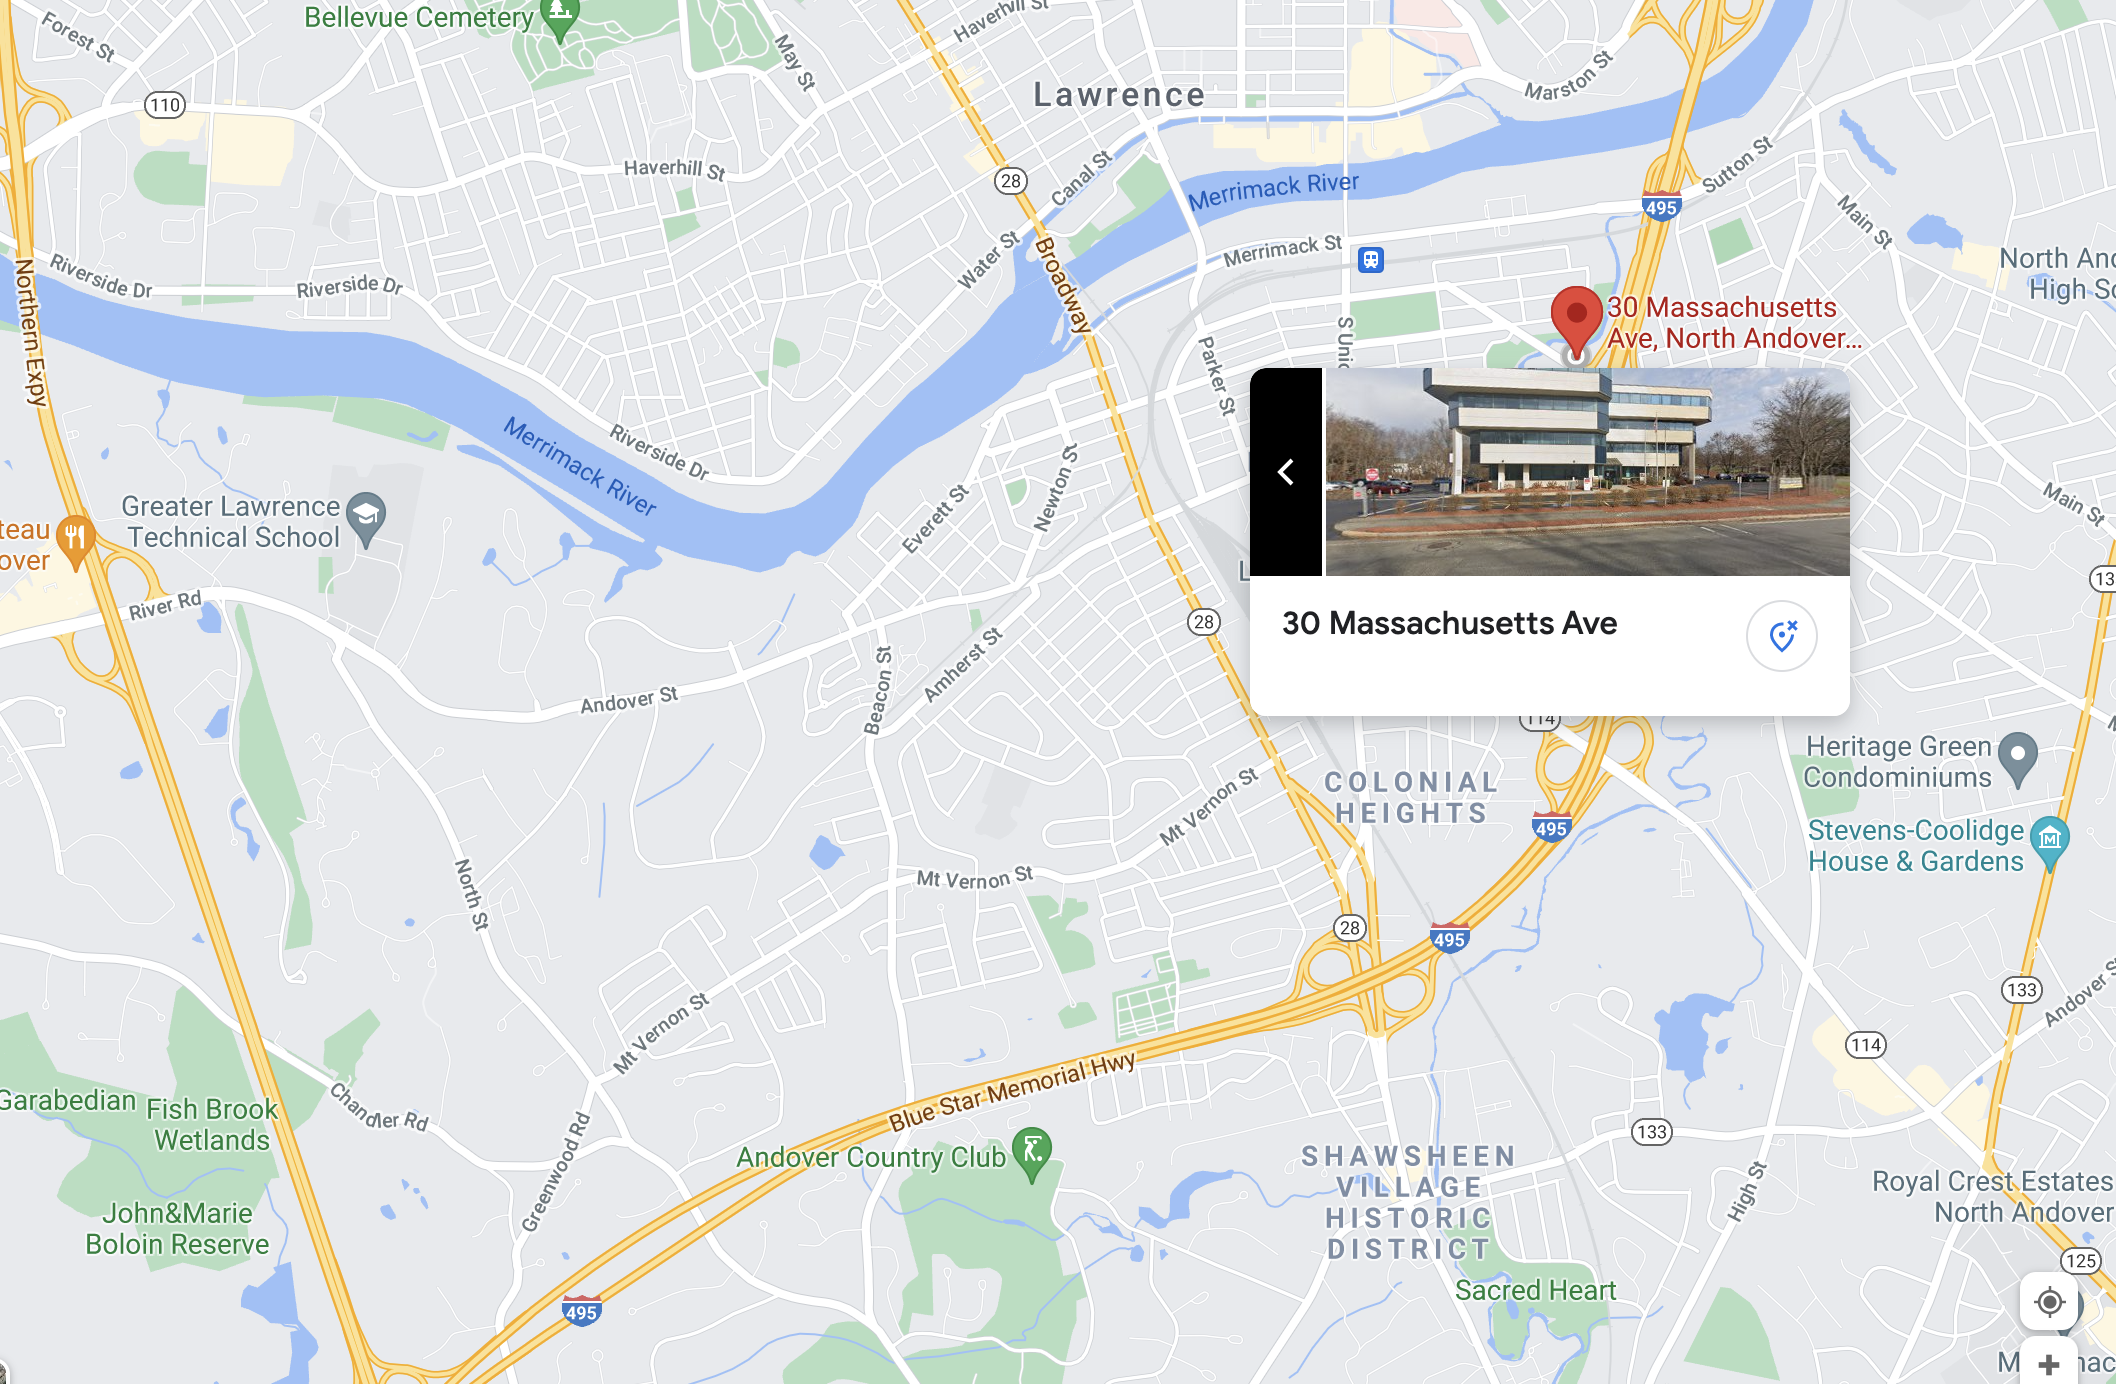 Bellevue Cemetery
Forest St
110
May St
Haverhill St
Lawrence
Marston St
Haverhill St
28
Canal St
Merrimack River
Sutton St
495
Main St
Water St
Broadway
Merrimack St
North
High
Northern Expy
Riverside Dr
Riverside Dr
30 Massachusetts
Ave, North Andover...
Parker St
Merrimack River
Riverside Dr
Everett St
Newton St
Greater Lawrence
Technical School
Main St
River Rd
28
30 Massachusetts Ave
Andover St
Beacon St
Amherst St
114
Heritage Green
Condominiums
COLONIAL
HEIGHTS
Mt Vernon St
495
Stevens-Coolidge
House & Gardens
North St
Mt Vernon St
28
495
133
Andover St
Mt Vernon St
114
Blue Star Memorial Hwy
Garabedian
Fish Brook
Wetlands
Chandler Rd
Greenwood Rd
Andover Country Club
133
SHAWSHEEN
VILLAGE
HISTORIC
DISTRICT
High St
Royal Crest Estates
North Andover
John&Marie
Boloin Reserve
125
Sacred Heart
495